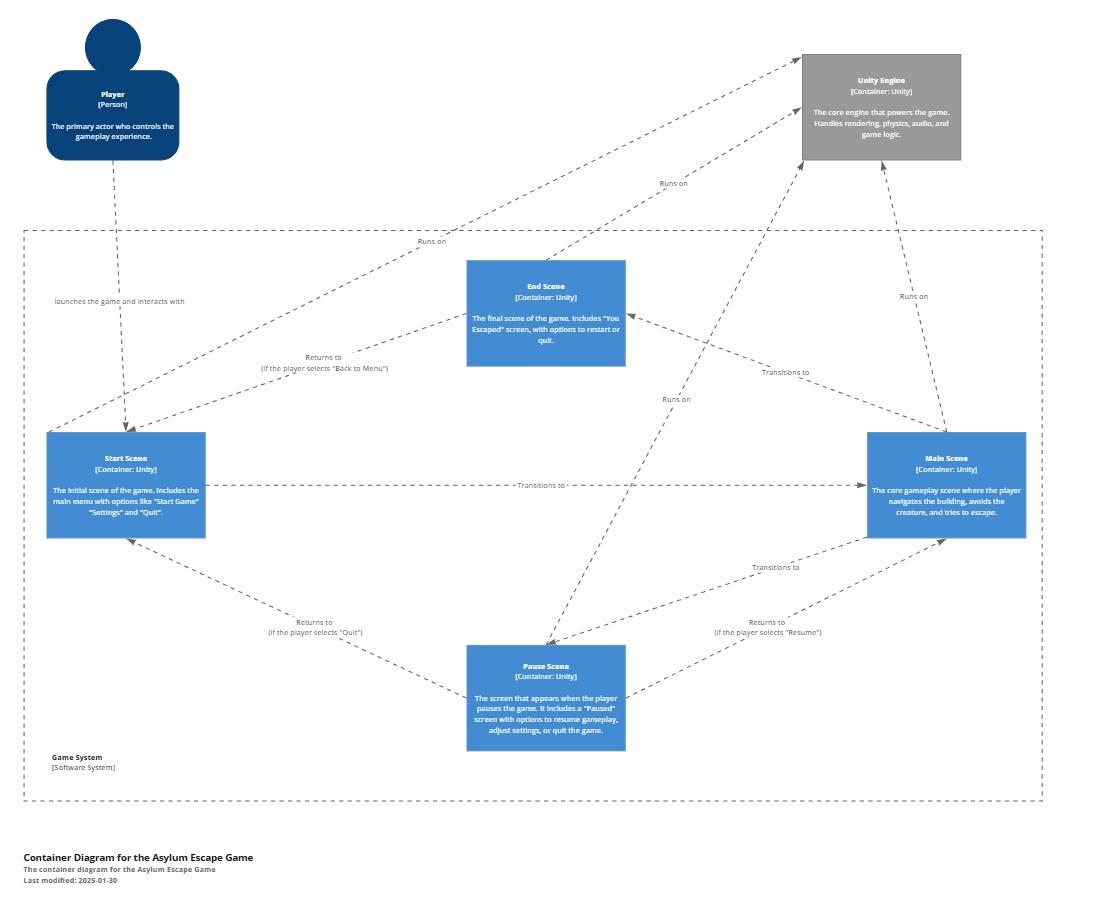 Player
[Person]
The primary actor who controls the
gameplay experience.
Unity Engine
[Container: Unity]
The core engine that powers the game.
Handles rendering, physics, audio, and
game logic.
Runs on
Runs on
End Scene
[Container: Unity]
The final scene of the game. Includes "You
Escaped" screen, with options to restart or
quit.
Runs on
launches the game and interacts with
Returns to
(if the player selects "Back to Menu")
Transitions to
Runs on
Start Scene
[Container: Unity]
The initial scene of the game. Includes the
main menu with options like "Start Game"
"Settings" and "Quit".
Transitions to
Main Scene
[Container: Unity]
The core gameplay scene where the player
navigates the building, avoids the
creature, and tries to escape.
Transitions to
Returns to
(if the player selects "Quit")
Returns to
(if the player selects "Resume")
Pause Scene
[Container: Unity]
The screen that appears when the player
pauses the game. It includes a "Paused"
screen with options to resume gameplay,
adjust settings, or quit the game.
Game System
[Software System]
Container Diagram for the Asylum Escape Game
The container diagram for the Asylum Escape Game
Last modified: 2025-01-30